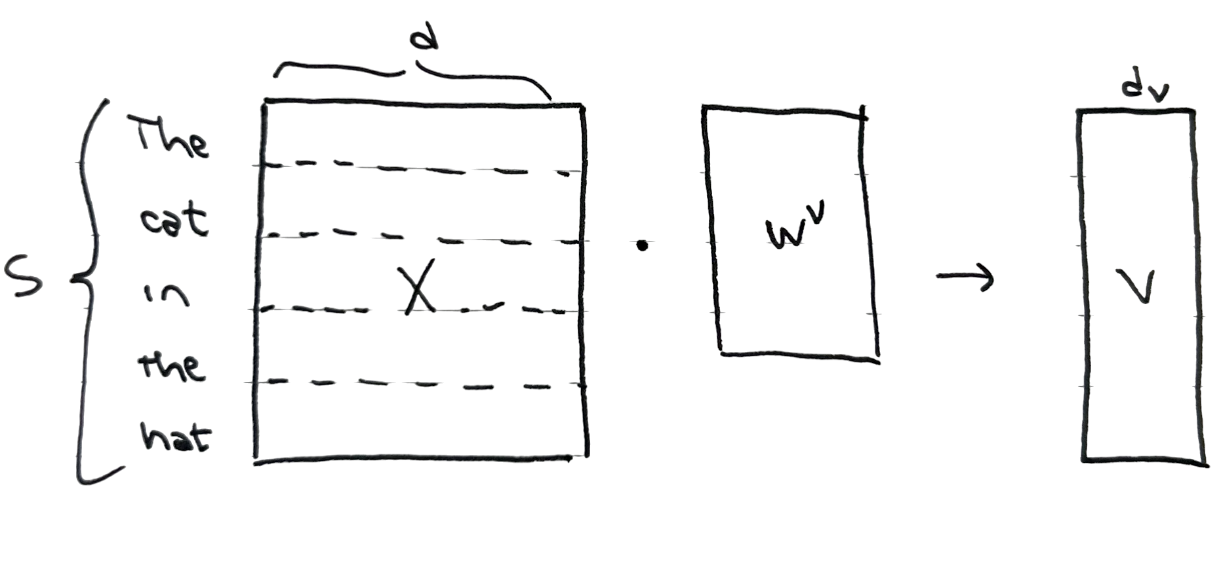 d
S
The
cat
in
the
hat
X
·
W^V
→
d_V
V